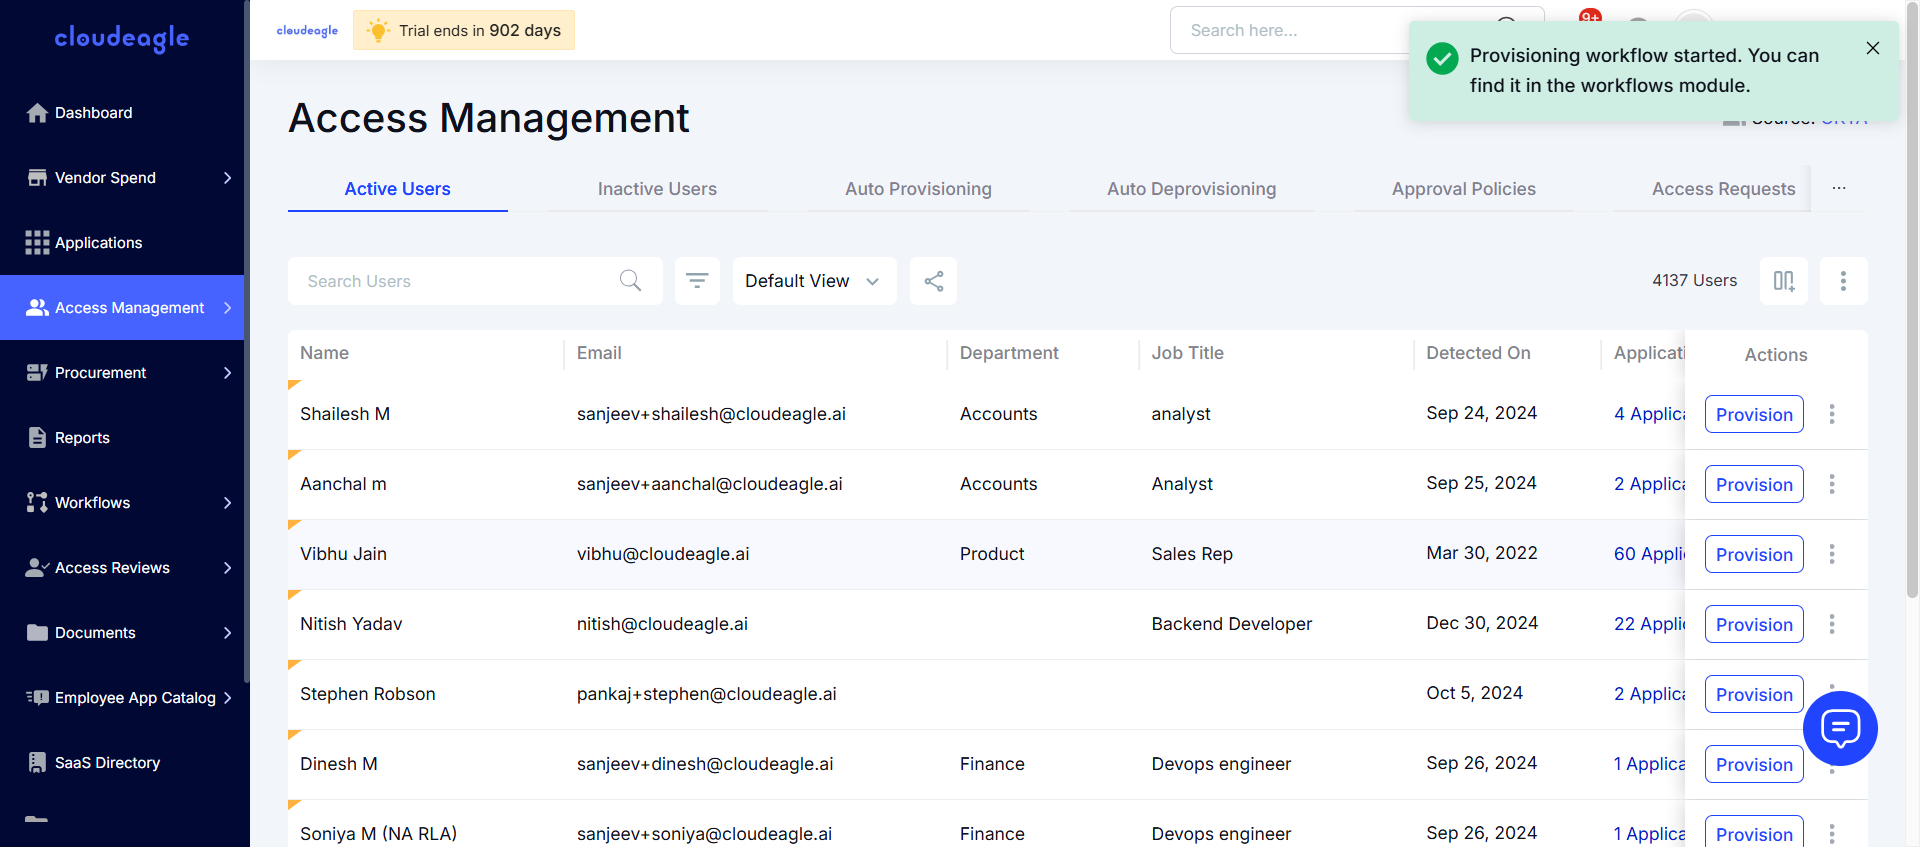 cloudeagle
Dashboard
Vendor Spend
Applications
Access Management
Procurement
Reports
Workflows
Access Reviews
Documents
Employee App Catalog
SaaS Directory
cloudeagle
Trial ends in 902 days
Search here...
9+
Provisioning workflow started. You can
find it in the workflows module.
Access Management
Source: OKTA
Active Users
Inactive Users
Auto Provisioning
Auto Deprovisioning
Approval Policies
Access Requests
...
Search Users
Default View
4137 Users
Name Email Department Job Title Detected On Applicati Actions
Shailesh M sanjeev+shailesh@cloudeagle.ai Accounts analyst Sep 24, 2024 4 Applica Provision
Aanchal m sanjeev+aanchal@cloudeagle.ai Accounts Analyst Sep 25, 2024 2 Applica Provision
Vibhu Jain vibhu@cloudeagle.ai Product Sales Rep Mar 30, 2022 60 Appli Provision
Nitish Yadav nitish@cloudeagle.ai Backend Developer Dec 30, 2024 22 Appli Provision
Stephen Robson pankaj+stephen@cloudeagle.ai Oct 5, 2024 2 Applica Provision
Dinesh M sanjeev+dinesh@cloudeagle.ai Finance Devops engineer Sep 26, 2024 1 Applica Provision
Soniya M (NA RLA) sanjeev+soniya@cloudeagle.ai Finance Devops engineer Sep 26, 2024 1 Applica Provision